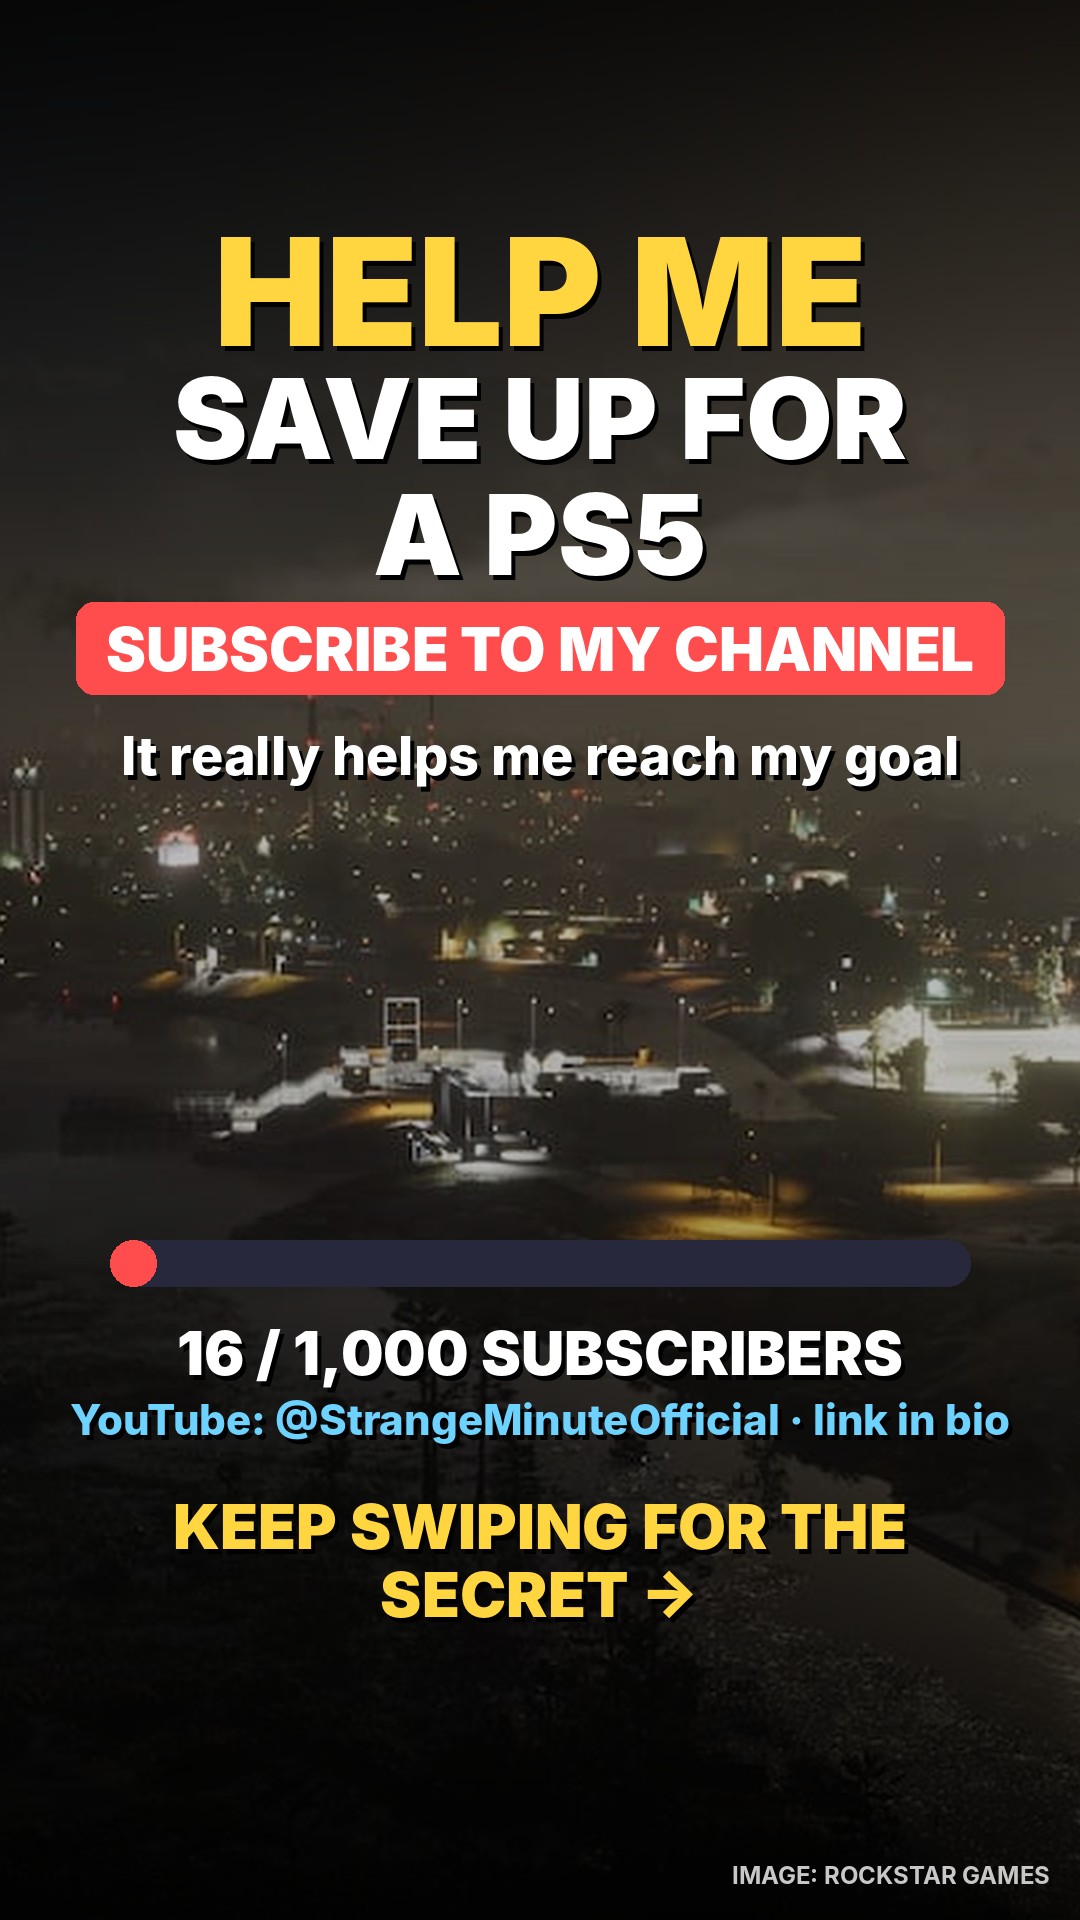 HELP ME
SAVE UP FOR
A PS5
SUBSCRIBE TO MY CHANNEL
It really helps me reach my goal
16 / 1,000 SUBSCRIBERS
YouTube: @StrangeMinuteOfficial · link in bio
KEEP SWIPING FOR THE
SECRET →
IMAGE: ROCKSTAR GAMES